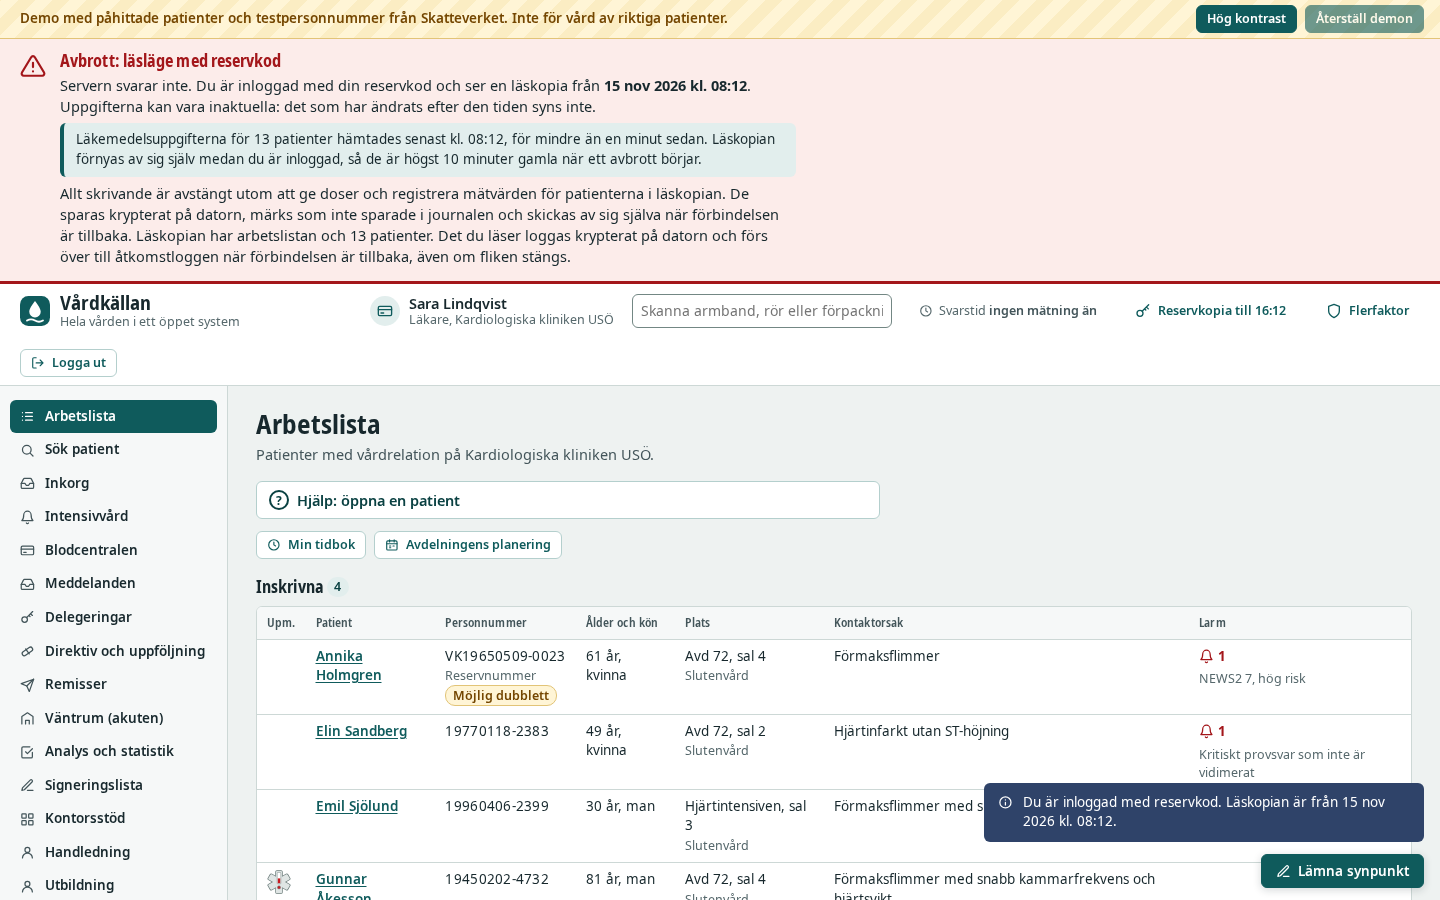 Demo med påhittade patienter och testpersonnummer från Skatteverket. Inte för vård av riktiga patienter.
Hög kontrast
Återställ demon
Avbrott: läsläge med reservkod
Servern svarar inte. Du är inloggad med din reservkod och ser en läskopia från 15 nov 2026 kl. 08:12.
Uppgifterna kan vara inaktuella: det som har ändrats efter den tiden syns inte.
Läkemedelsuppgifterna för 13 patienter hämtades senast kl. 08:12, för mindre än en minut sedan. Läskopian
förnyas av sig själv medan du är inloggad, så de är högst 10 minuter gamla när ett avbrott börjar.
Allt skrivande är avstängt utom att ge doser och registrera mätvärden för patienterna i läskopian. De
sparas krypterat på datorn, märks som inte sparade i journalen och skickas av sig själva när förbindelsen
är tillbaka. Läskopian har arbetslistan och 13 patienter. Det du läser loggas krypterat på datorn och förs
över till åtkomstloggen när förbindelsen är tillbaka, även om fliken stängs.
Vårdkällan
Hela vården i ett öppet system
Sara Lindqvist
Läkare, Kardiologiska kliniken USÖ
Skanna armband, rör eller förpackni
Svarstid ingen mätning än
Reservkopia till 16:12
Flerfaktor
Logga ut
Arbetslista
Sök patient
Inkorg
Intensivvård
Blodcentralen
Meddelanden
Delegeringar
Direktiv och uppföljning
Remisser
Väntrum (akuten)
Analys och statistik
Signeringslista
Kontorsstöd
Handledning
Utbildning
Arbetslista
Patienter med vårdrelation på Kardiologiska kliniken USÖ.
? Hjälp: öppna en patient
Min tidbok
Avdelningens planering
Inskrivna 4
Upm. Patient Personnummer Ålder och kön Plats Kontaktorsak Larm
Annika Holmgren VK19650509-0023 Reservnummer Möjlig dubblett 61 år, kvinna Avd 72, sal 4 Slutenvård Förmaksflimmer 1 NEWS2 7, hög risk
Elin Sandberg 19770118-2383 49 år, kvinna Avd 72, sal 2 Slutenvård Hjärtinfarkt utan ST-höjning 1 Kritiskt provsvar som inte är vidimerat
Emil Sjölund 19960406-2399 30 år, man Hjärtintensiven, sal 3 Slutenvård Förmaksflimmer med s
Gunnar Åkesson 19450202-4732 81 år, man Avd 72, sal 4 Slutenvård Förmaksflimmer med snabb kammarfrekvens och hjärtsvikt
Du är inloggad med reservkod. Läskopian är från 15 nov
2026 kl. 08:12.
Lämna synpunkt